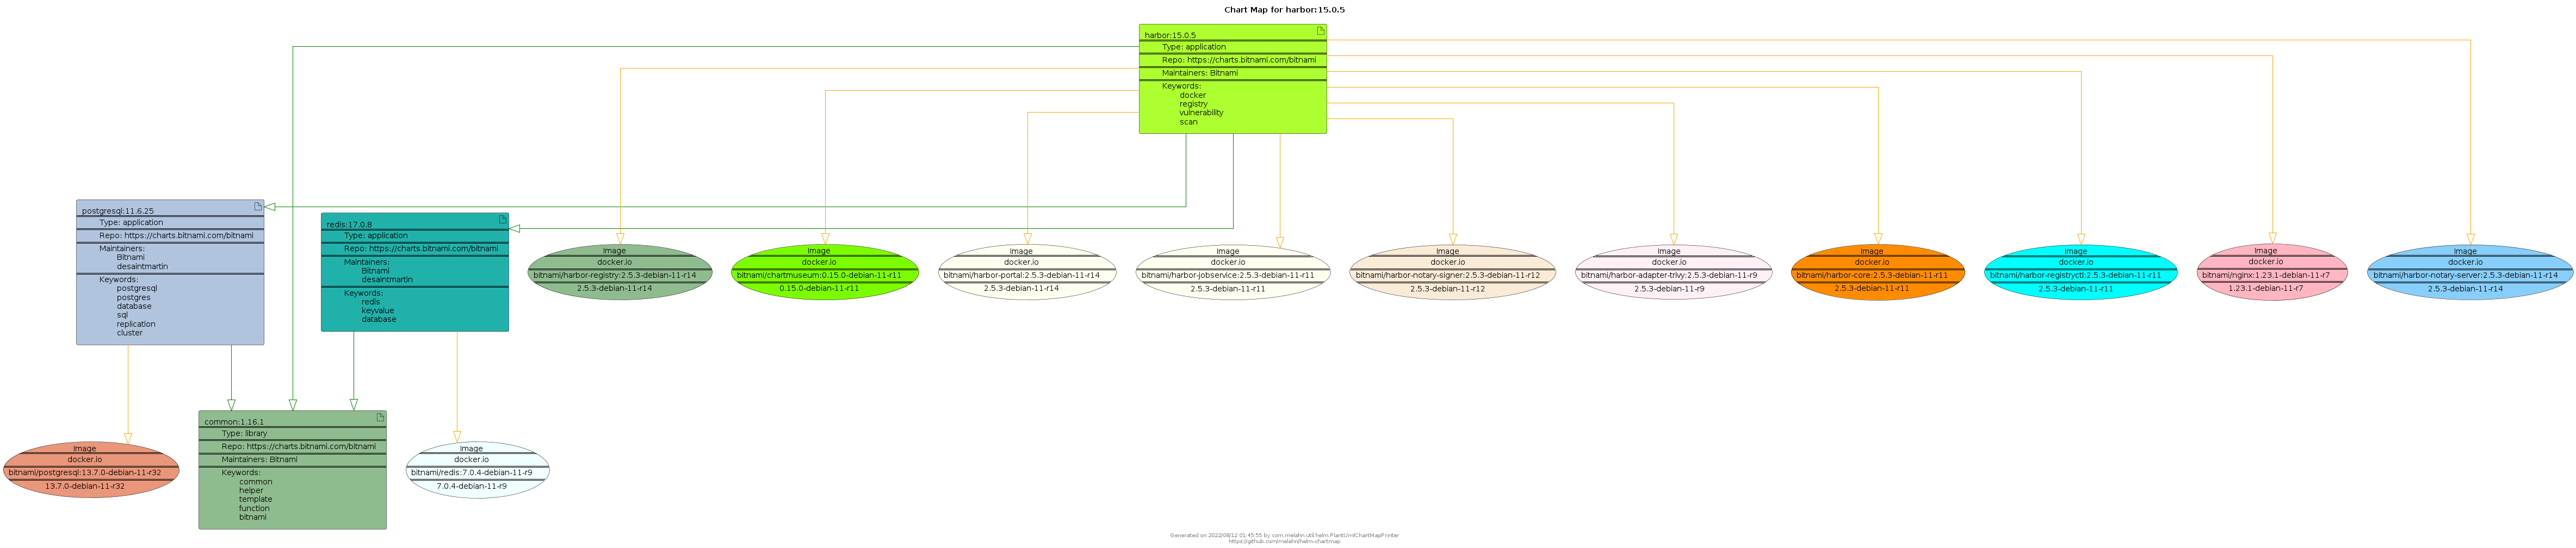 Chart Map for harbor:15.0.5
harbor:15.0.5
Type: application
Repo: https://charts.bitnami.com/bitnami
Maintainers: Bitnami
Keywords:
docker
registry
vulnerability
scan
postgresql:11.6.25
Type: application
Repo: https://charts.bitnami.com/bitnami
Maintainers:
Bitnami
desaintmartin
Keywords:
postgresql
postgres
database
sql
replication
cluster
redis:17.0.8
Type: application
Repo: https://charts.bitnami.com/bitnami
Maintainers:
Bitnami
desaintmartin
Keywords:
redis
keyvalue
database
Image
docker.io
bitnami/harbor-registry:2.5.3-debian-11-r14
2.5.3-debian-11-r14
Image
docker.io
bitnami/chartmuseum:0.15.0-debian-11-r11
0.15.0-debian-11-r11
Image
docker.io
bitnami/harbor-portal:2.5.3-debian-11-r14
2.5.3-debian-11-r14
Image
docker.io
bitnami/harbor-jobservice:2.5.3-debian-11-r11
2.5.3-debian-11-r11
Image
docker.io
bitnami/harbor-notary-signer:2.5.3-debian-11-r12
2.5.3-debian-11-r12
Image
docker.io
bitnami/harbor-adapter-trivy:2.5.3-debian-11-r9
2.5.3-debian-11-r9
Image
docker.io
bitnami/harbor-core:2.5.3-debian-11-r11
2.5.3-debian-11-r11
Image
docker.io
bitnami/harbor-registryctl:2.5.3-debian-11-r11
2.5.3-debian-11-r11
Image
docker.io
bitnami/nginx:1.23.1-debian-11-r7
1.23.1-debian-11-r7
Image
docker.io
bitnami/harbor-notary-server:2.5.3-debian-11-r14
2.5.3-debian-11-r14
Image
docker.io
bitnami/postgresql:13.7.0-debian-11-r32
13.7.0-debian-11-r32
common:1.16.1
Type: library
Repo: https://charts.bitnami.com/bitnami
Maintainers: Bitnami
Keywords:
common
helper
template
function
bitnami
Image
docker.io
bitnami/redis:7.0.4-debian-11-r9
7.0.4-debian-11-r9
Generated on 2022/08/12 01:45:55 by com.melahn.util.helm.PlantUmlChartMapPrinter
https://github.com/melahn/helm-chartmap